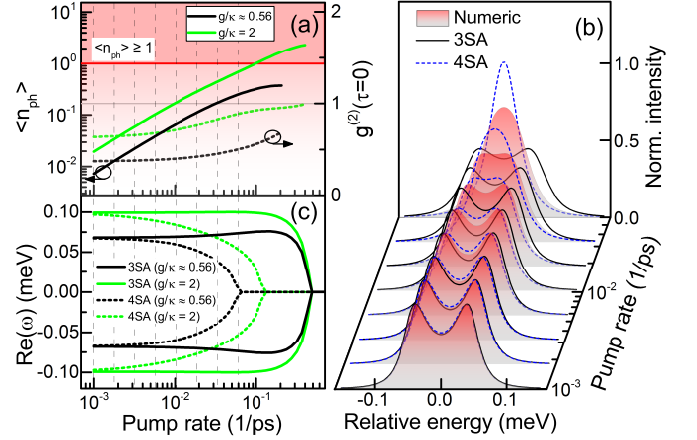 (a)
g/κ ≈ 0.56
g/κ = 2
<n_ph> ≥ 1
10^1
10^0
10^-1
10^-2
<n_ph>
2
1
0
g^(2)(τ=0)
(c)
0.10
0.05
0.00
-0.05
-0.10
Re(ω) (meV)
3SA (g/κ ≈ 0.56)
3SA (g/κ = 2)
4SA (g/κ ≈ 0.56)
4SA (g/κ = 2)
10^-3
10^-2
10^-1
Pump rate (1/ps)
(b)
Numeric
3SA
4SA
1.0
0.5
0.0
Norm. intensity
10^-2
10^-3
Pump rate (1/ps)
-0.1
0.0
0.1
Relative energy (meV)